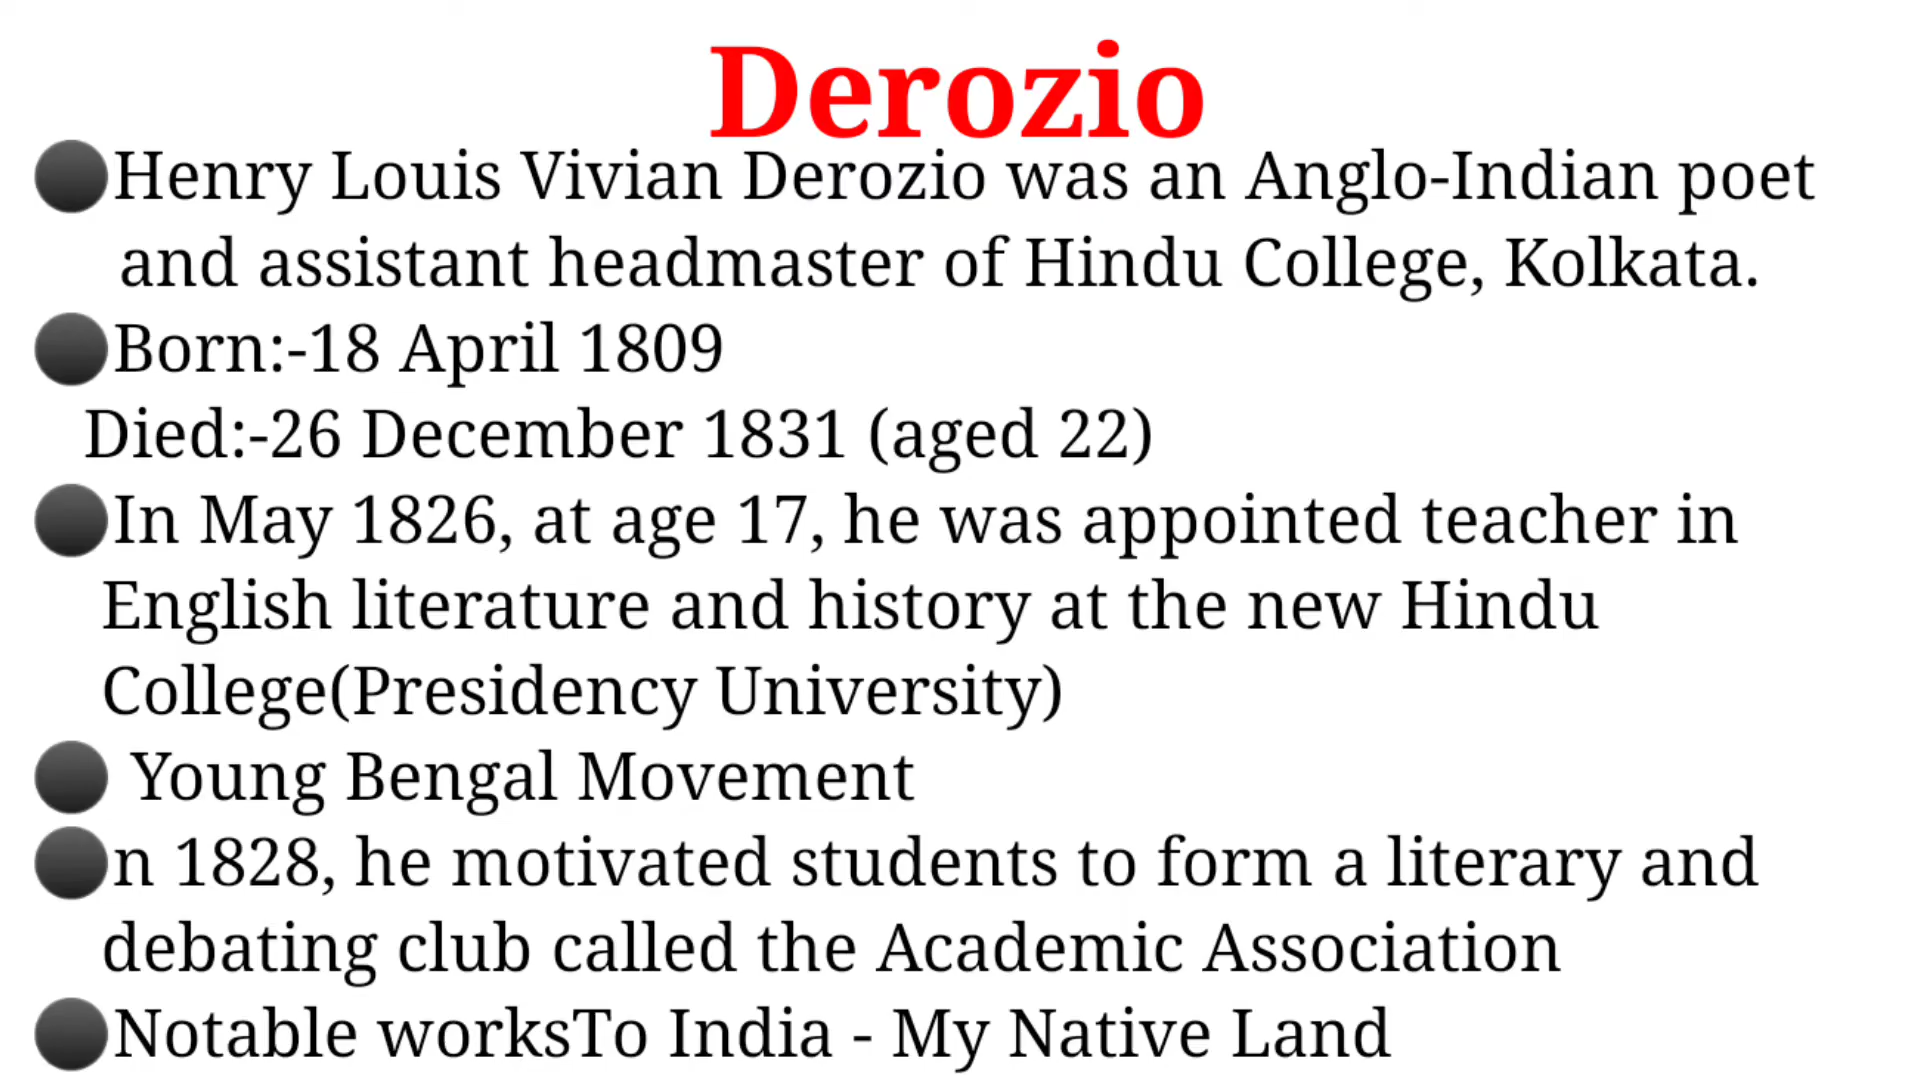 Derozio
⚫Henry Louis Vivian Derozio was an Anglo-Indian poet
and assistant headmaster of Hindu College, Kolkata.
⚫Born:-18 April 1809
Died:-26 December 1831 (aged 22)
⚫In May 1826, at age 17, he was appointed teacher in
English literature and history at the new Hindu
College(Presidency University)
⚫ Young Bengal Movement
⚫n 1828, he motivated students to form a literary and
debating club called the Academic Association
⚫Notable worksTo India - My Native Land